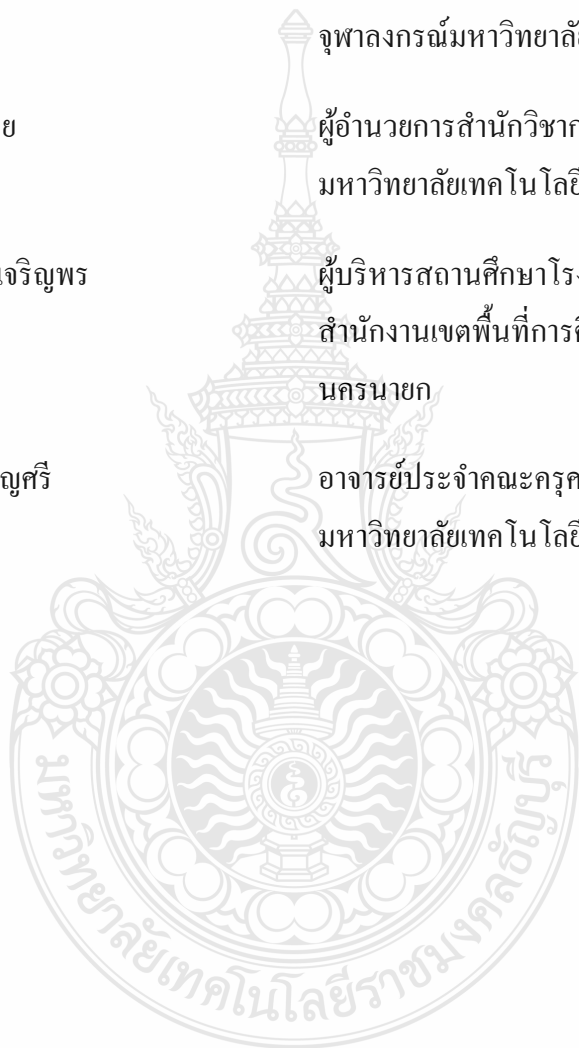 จุฬาลงกรณ์มหาวิทยาลัย
ย ผู้อำนวยการสำนักวิชาก
มหาวิทยาลัยเทคโนโลยี
เจริญพร ผู้บริหารสถานศึกษาโรง
สำนักงานเขตพื้นที่การศ
นครนายก
ญศรี อาจารย์ประจำคณะครุศ
มหาวิทยาลัยเทคโนโลยี
มหาวิทยาลัยเทคโนโลยีราชมงคลธัญบุรี